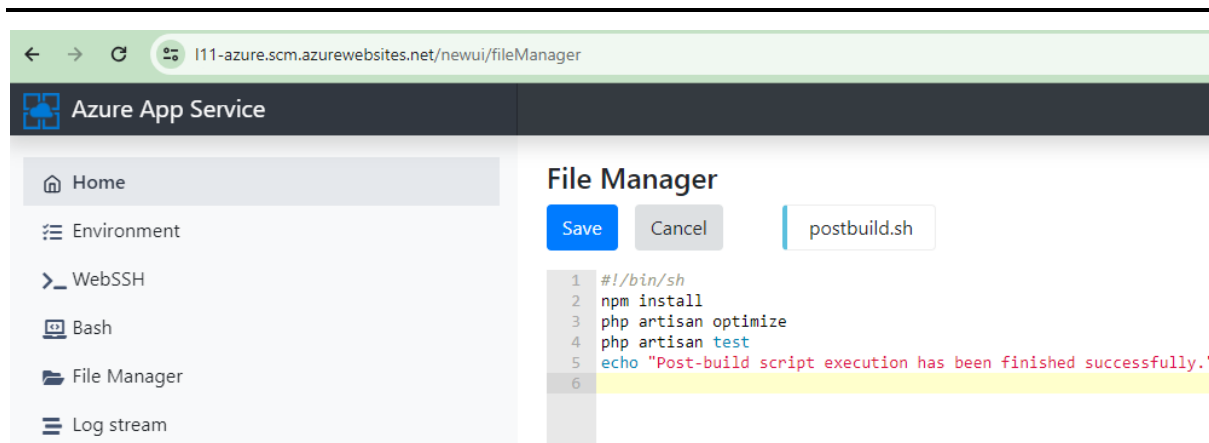 l11-azure.scm.azurewebsites.net/newui/fileManager
Azure App Service
Home
Environment
WebSSH
Bash
File Manager
Log stream
File Manager
Save Cancel postbuild.sh
1 #!/bin/sh
2 npm install
3 php artisan optimize
4 php artisan test
5 echo "Post-build script execution has been finished successfully."
6